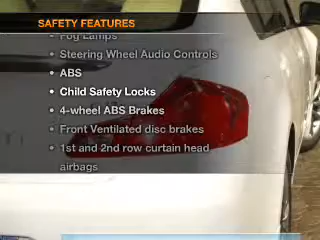 SAFETY FEATURES
• Fog Lamps
• Steering Wheel Audio Controls
• ABS
• Child Safety Locks
• 4-wheel ABS Brakes
• Front Ventilated disc brakes
• 1st and 2nd row curtain head
airbags